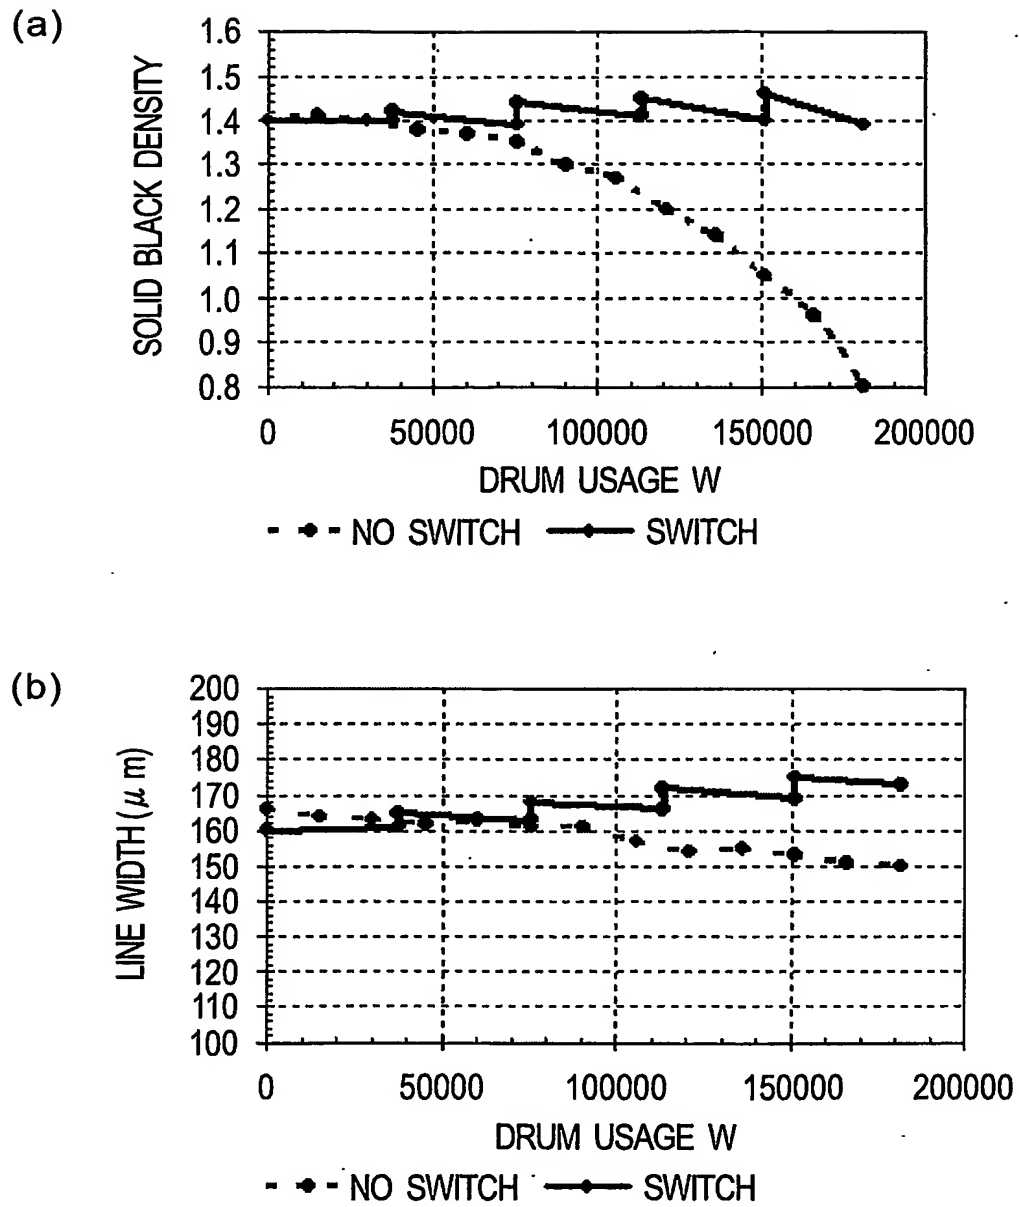 (a)
SOLID BLACK DENSITY
1.6
1.5
1.4
1.3
1.2
1.1
1.0
0.9
0.8
0 50000 100000 150000 200000
DRUM USAGE W
NO SWITCH SWITCH
(b)
LINE WIDTH (μ m)
200
190
180
170
160
150
140
130
120
110
100
0 50000 100000 150000 200000
DRUM USAGE W
NO SWITCH SWITCH